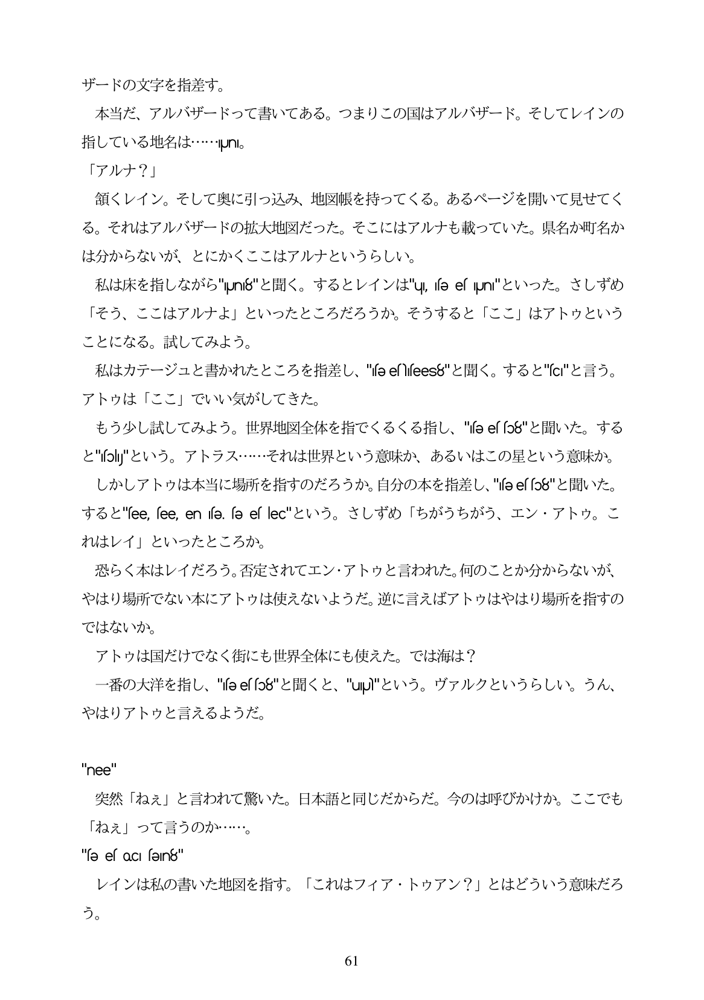 ザードの文字を指差す。
本当だ、アルバザードって書いてある。つまりこの国はアルバザード。そしてレインの
指している地名は……ıµnı。
「アルナ？」
頷くレイン。そして奥に引っ込み、地図帳を持ってくる。あるページを開いて見せてく
る。それはアルバザードの拡大地図だった。そこにはアルナも載っていた。県名か町名か
は分からないが、とにかくここはアルナというらしい。
私は床を指しながら"ıµnı8"と聞く。するとレインは"ɥı, ıſə eſ ıµnı"といった。さしずめ
「そう、ここはアルナよ」といったところだろうか。そうすると「ここ」はアトゥという
ことになる。試してみよう。
私はカテージュと書かれたところを指差し、"ıſə eſ lıſees8"と聞く。すると"ſcı"と言う。
アトゥは「ここ」でいい気がしてきた。
もう少し試してみよう。世界地図全体を指でくるくる指し、"ıſə eſ ſɔ8"と聞いた。する
と"ıſɔlıȷ"という。アトラス……それは世界という意味か、あるいはこの星という意味か。
しかしアトゥは本当に場所を指すのだろうか。自分の本を指差し、"ıſə eſ ſɔ8"と聞いた。
すると"ſee, ſee, en ıſə. ſə eſ lec"という。さしずめ「ちがうちがう、エン・アトゥ。こ
れはレイ」といったところか。
恐らく本はレイだろう。否定されてエン・アトゥと言われた。何のことか分からないが、
やはり場所でない本にアトゥは使えないようだ。逆に言えばアトゥはやはり場所を指すの
ではないか。
アトゥは国だけでなく街にも世界全体にも使えた。では海は？
一番の大洋を指し、"ıſə eſ ſɔ8"と聞くと、"uıµl"という。ヴァルクというらしい。うん、
やはりアトゥと言えるようだ。
"nee"
突然「ねぇ」と言われて驚いた。日本語と同じだからだ。今のは呼びかけか。ここでも
「ねぇ」って言うのか……。
"ſə eſ ɑcı ſəın8"
レインは私の書いた地図を指す。「これはフィア・トゥアン？」とはどういう意味だろ
う。
61